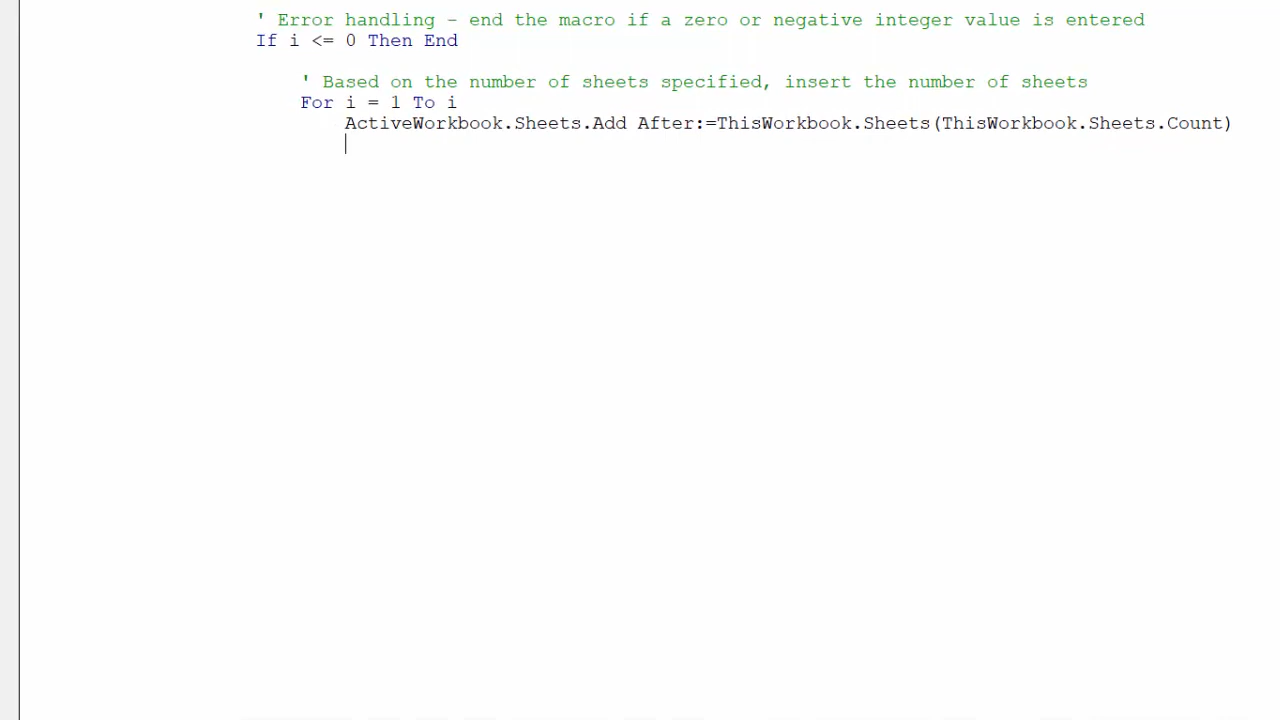 ' Error handling - end the macro if a zero or negative integer value is entered
If i <= 0 Then End
' Based on the number of sheets specified, insert the number of sheets
For i = 1 To i
ActiveWorkbook.Sheets.Add After:=ThisWorkbook.Sheets(ThisWorkbook.Sheets.Count)